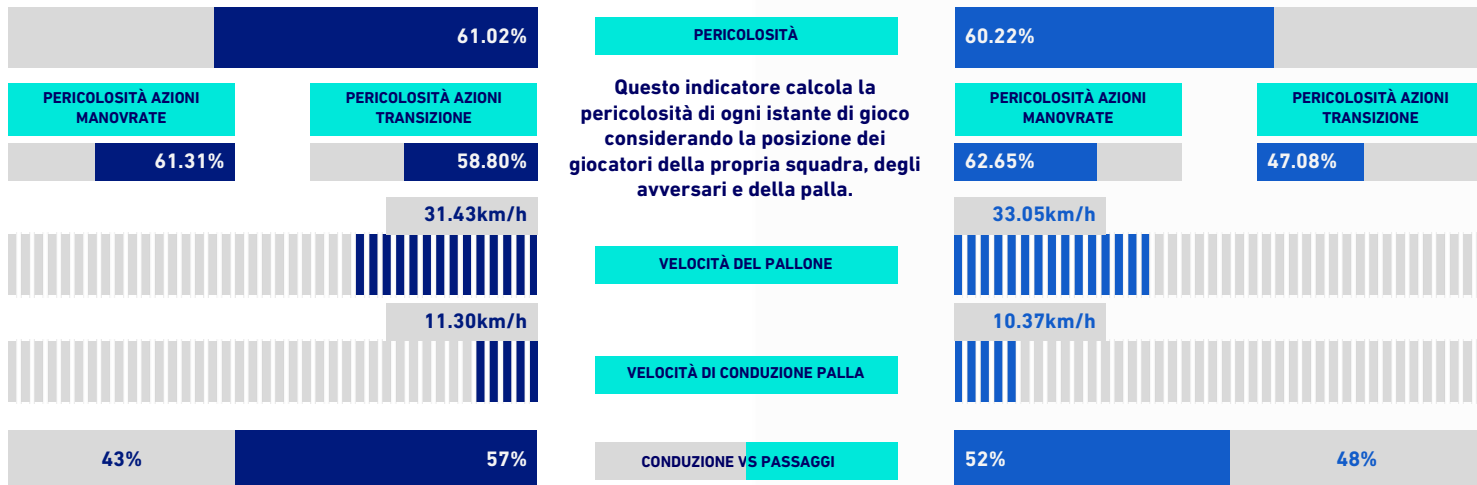 61.02%
PERICOLOSITÀ
60.22%
PERICOLOSITÀ AZIONI
MANOVRATE
61.31%
PERICOLOSITÀ AZIONI
TRANSIZIONE
58.80%
Questo indicatore calcola la
pericolosità di ogni istante di gioco
considerando la posizione dei
giocatori della propria squadra, degli
avversari e della palla.
PERICOLOSITÀ AZIONI
MANOVRATE
62.65%
PERICOLOSITÀ AZIONI
TRANSIZIONE
47.08%
31.43km/h
VELOCITÀ DEL PALLONE
33.05km/h
11.30km/h
VELOCITÀ DI CONDUZIONE PALLA
10.37km/h
43%
57%
CONDUZIONE VS PASSAGGI
52%
48%